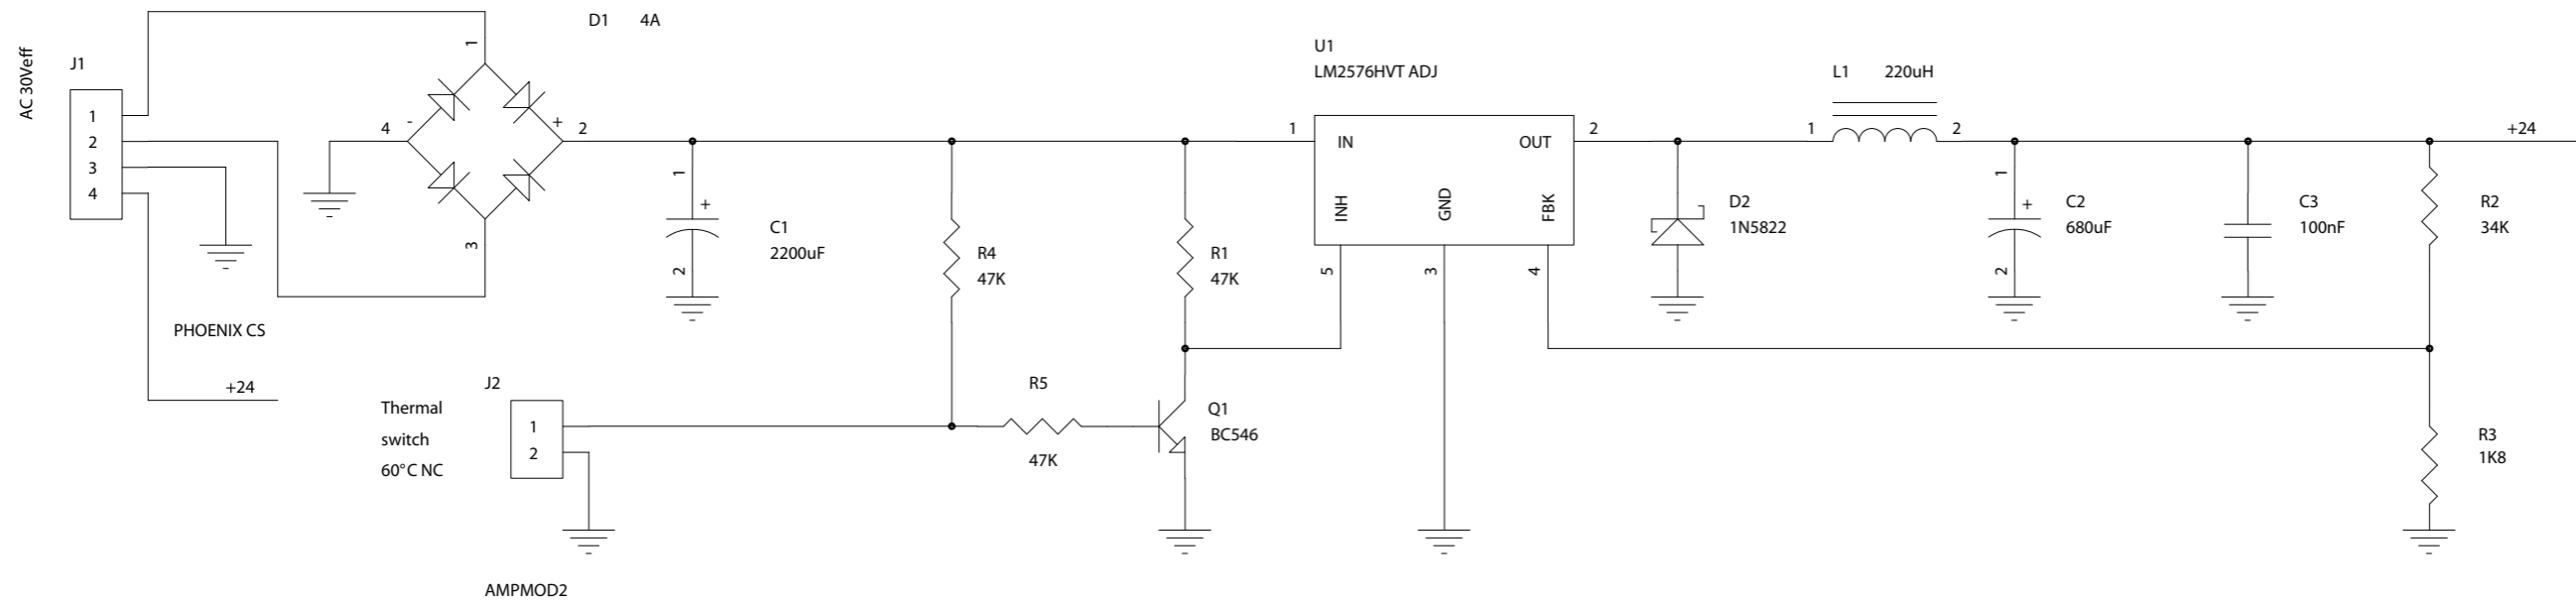 D1 4A
AC 30Veff
J1
1
2
3
4
1
4
-
+
2
3
PHOENIX CS
+24
1
+
2
C1
2200uF
R4
47K
R1
47K
U1
LM2576HVT ADJ
1
IN
OUT
2
INH
GND
FBK
5
3
4
D2
1N5822
L1 220uH
1
2
1
+
2
C2
680uF
C3
100nF
+24
R2
34K
R3
1K8
Thermal
switch
60°C NC
J2
1
2
R5
47K
Q1
BC546
AMPMOD2